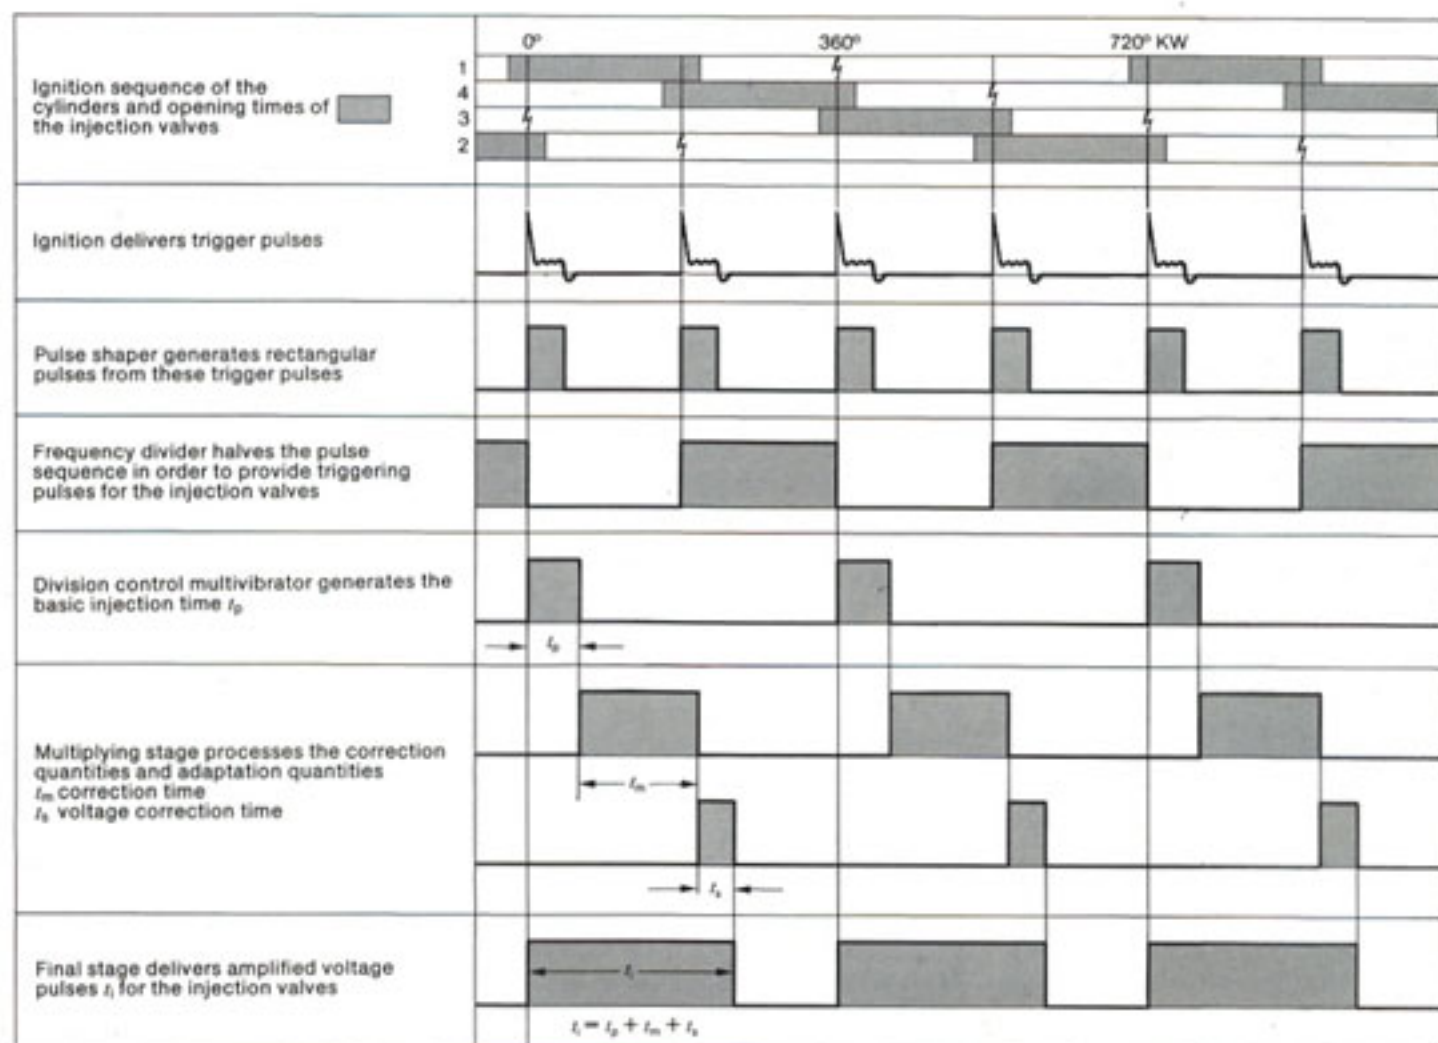 0° 360° 720° KW
Ignition sequence of the
cylinders and opening times of
the injection valves
1
4
3
2
Ignition delivers trigger pulses
Pulse shaper generates rectangular
pulses from these trigger pulses
Frequency divider halves the pulse
sequence in order to provide triggering
pulses for the injection valves
Division control multivibrator generates the
basic injection time tp
tp
Multiplying stage processes the correction
quantities and adaptation quantities
tm correction time
ts voltage correction time
tm
ts
Final stage delivers amplified voltage
pulses ti for the injection valves
ti
ti = tp + tm + ts